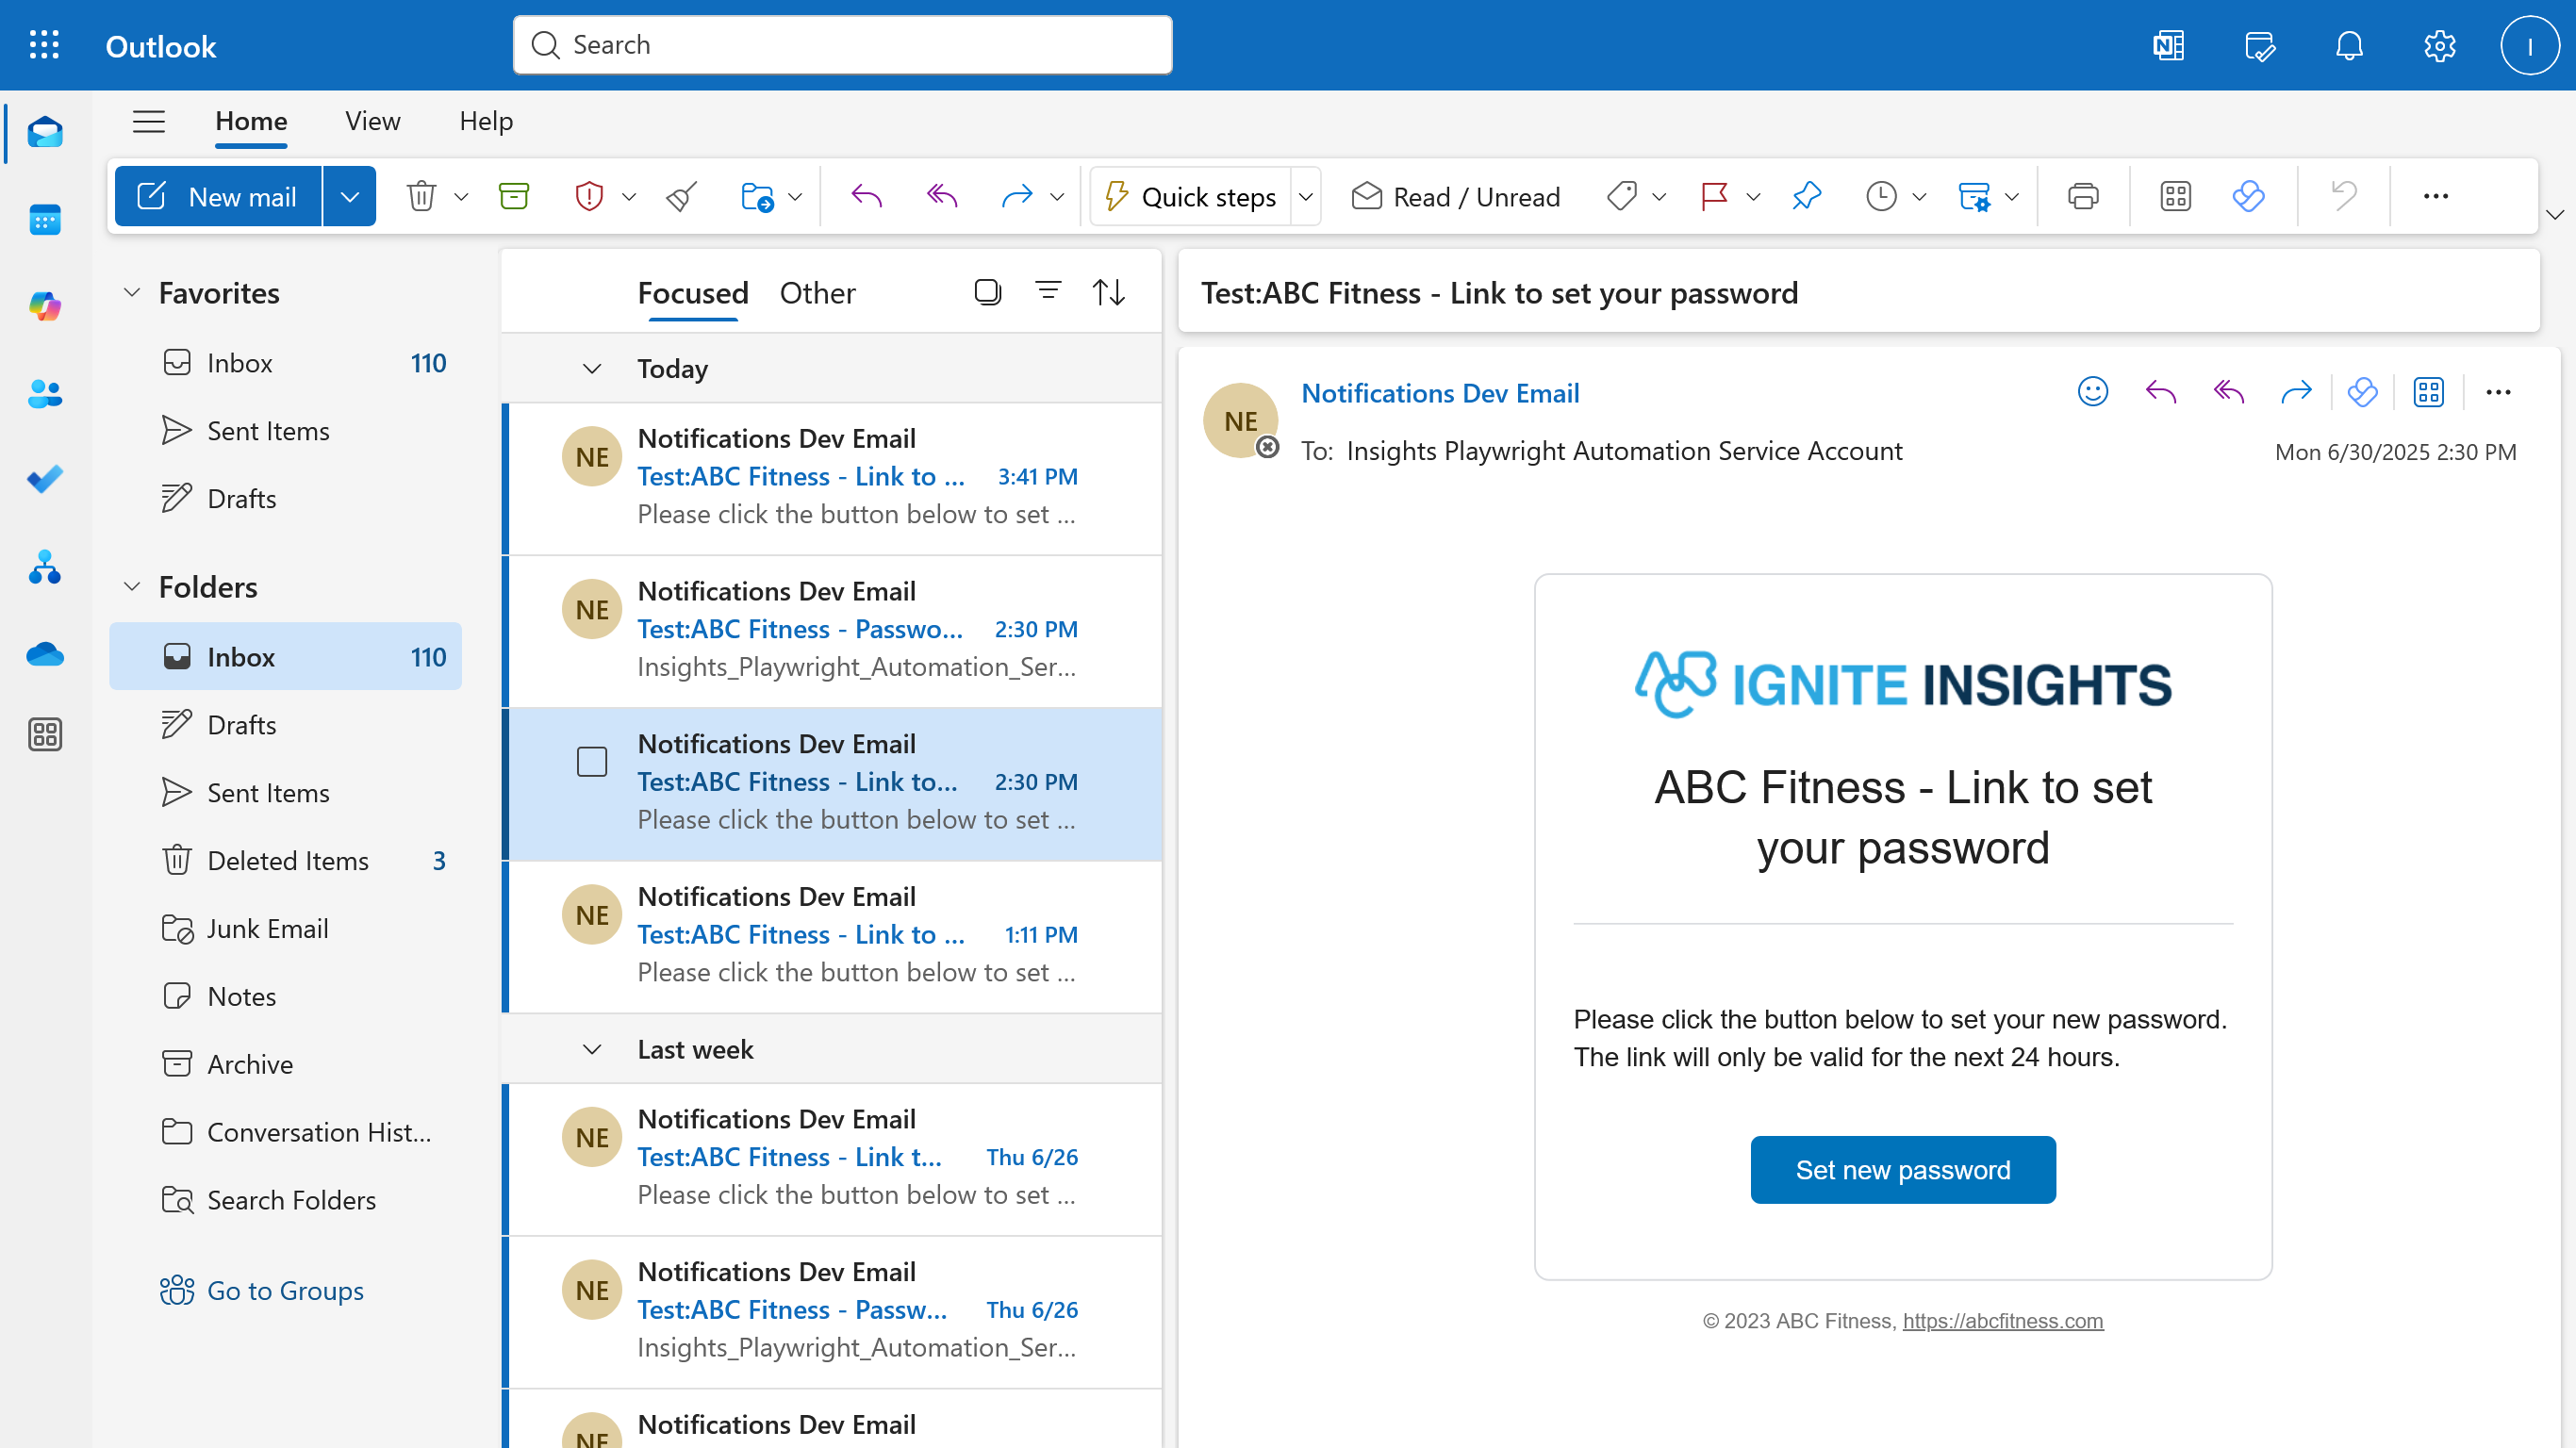 Outlook
Search
I
Home
View
Help
New mail
Quick steps
Read / Unread
Favorites
Inbox 110
Sent Items
Drafts
Folders
Inbox 110
Drafts
Sent Items
Deleted Items 3
Junk Email
Notes
Archive
Conversation Hist...
Search Folders
Go to Groups
Focused
Other
Today
NE
Notifications Dev Email
Test:ABC Fitness - Link to ... 3:41 PM
Please click the button below to set ...
NE
Notifications Dev Email
Test:ABC Fitness - Passwo... 2:30 PM
Insights_Playwright_Automation_Ser...
Notifications Dev Email
Test:ABC Fitness - Link to... 2:30 PM
Please click the button below to set ...
NE
Notifications Dev Email
Test:ABC Fitness - Link to ... 1:11 PM
Please click the button below to set ...
Last week
NE
Notifications Dev Email
Test:ABC Fitness - Link t... Thu 6/26
Please click the button below to set ...
NE
Notifications Dev Email
Test:ABC Fitness - Passw... Thu 6/26
Insights_Playwright_Automation_Ser...
NE
Notifications Dev Email
Test:ABC Fitness - Link to set your password
NE
Notifications Dev Email
To: Insights Playwright Automation Service Account
Mon 6/30/2025 2:30 PM
ABC IGNITE INSIGHTS
ABC Fitness - Link to set
your password
Please click the button below to set your new password.
The link will only be valid for the next 24 hours.
Set new password
© 2023 ABC Fitness, https://abcfitness.com